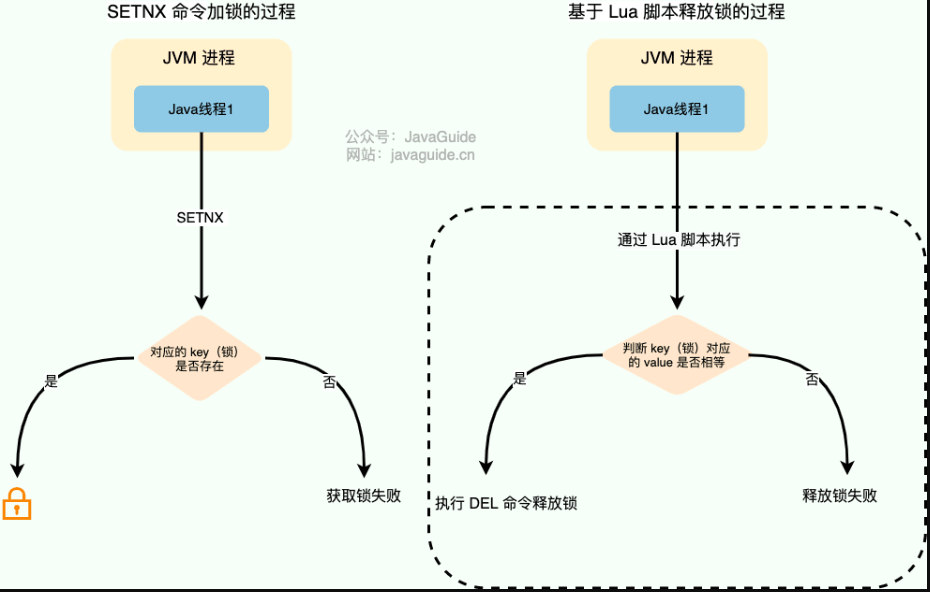 SETNX 命令加锁的过程
JVM 进程
Java线程1
SETNX
对应的 key（锁）
是否存在
是
否
获取锁失败
公众号：JavaGuide
网站：javaguide.cn
基于 Lua 脚本释放锁的过程
JVM 进程
Java线程1
通过 Lua 脚本执行
判断 key（锁）对应
的 value 是否相等
是
否
执行 DEL 命令释放锁
释放锁失败